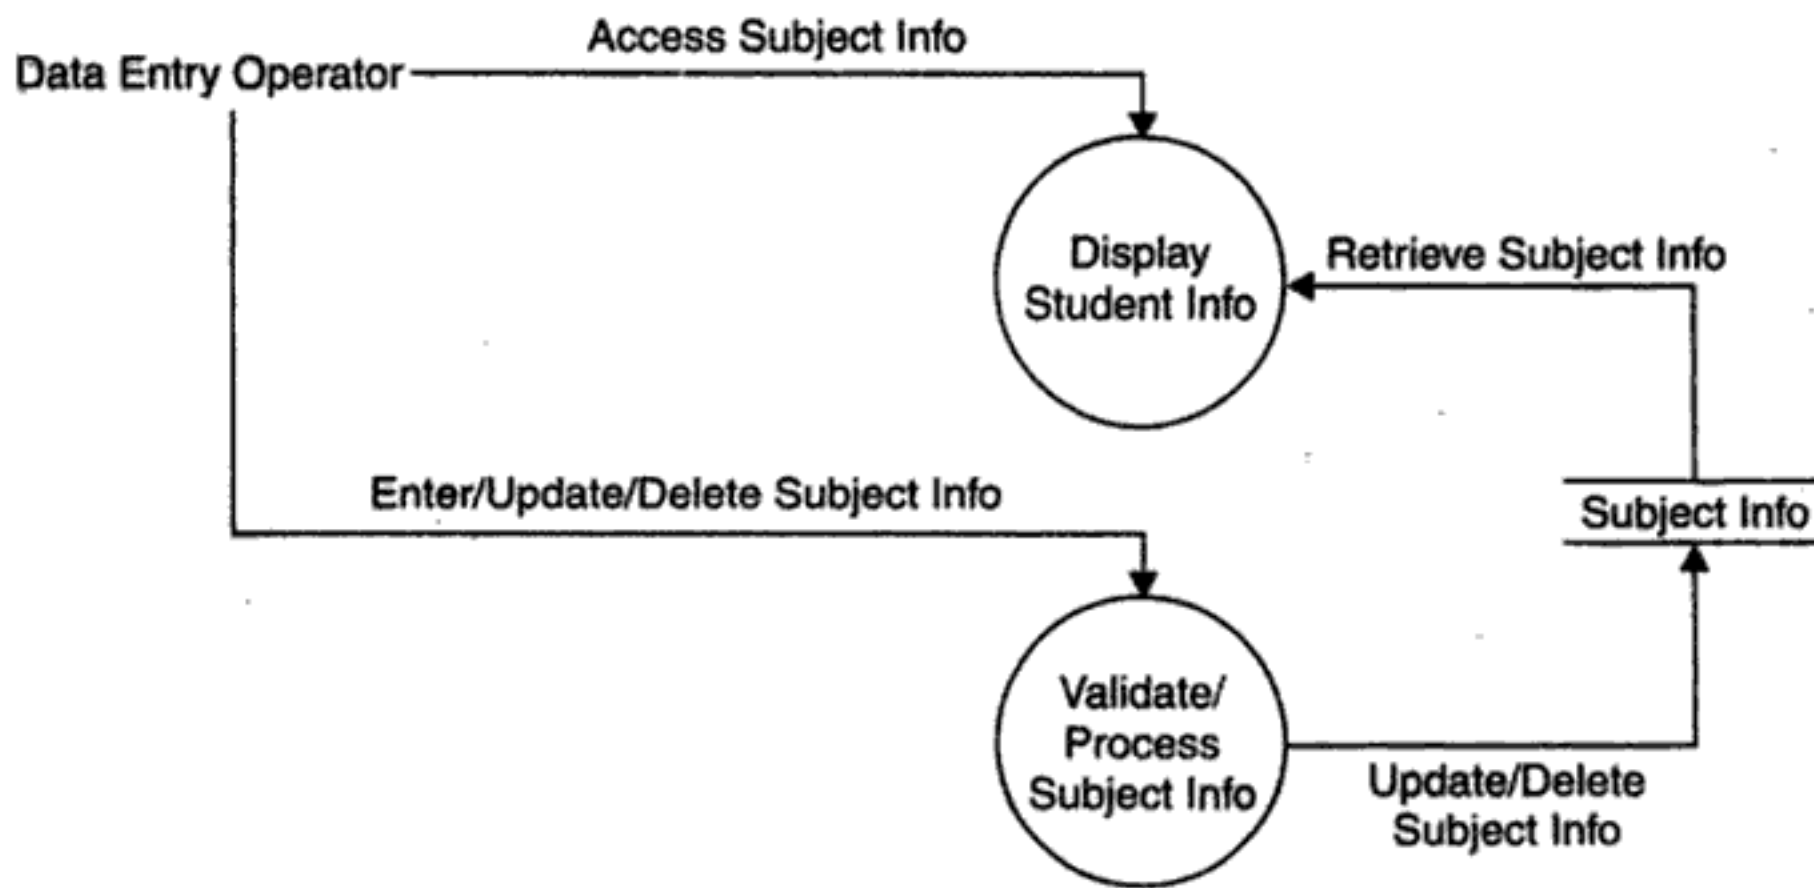 Access Subject Info
Data Entry Operator
Display
Student Info
Retrieve Subject Info
Enter/Update/Delete Subject Info
Subject Info
Validate/
Process
Subject Info
Update/Delete
Subject Info